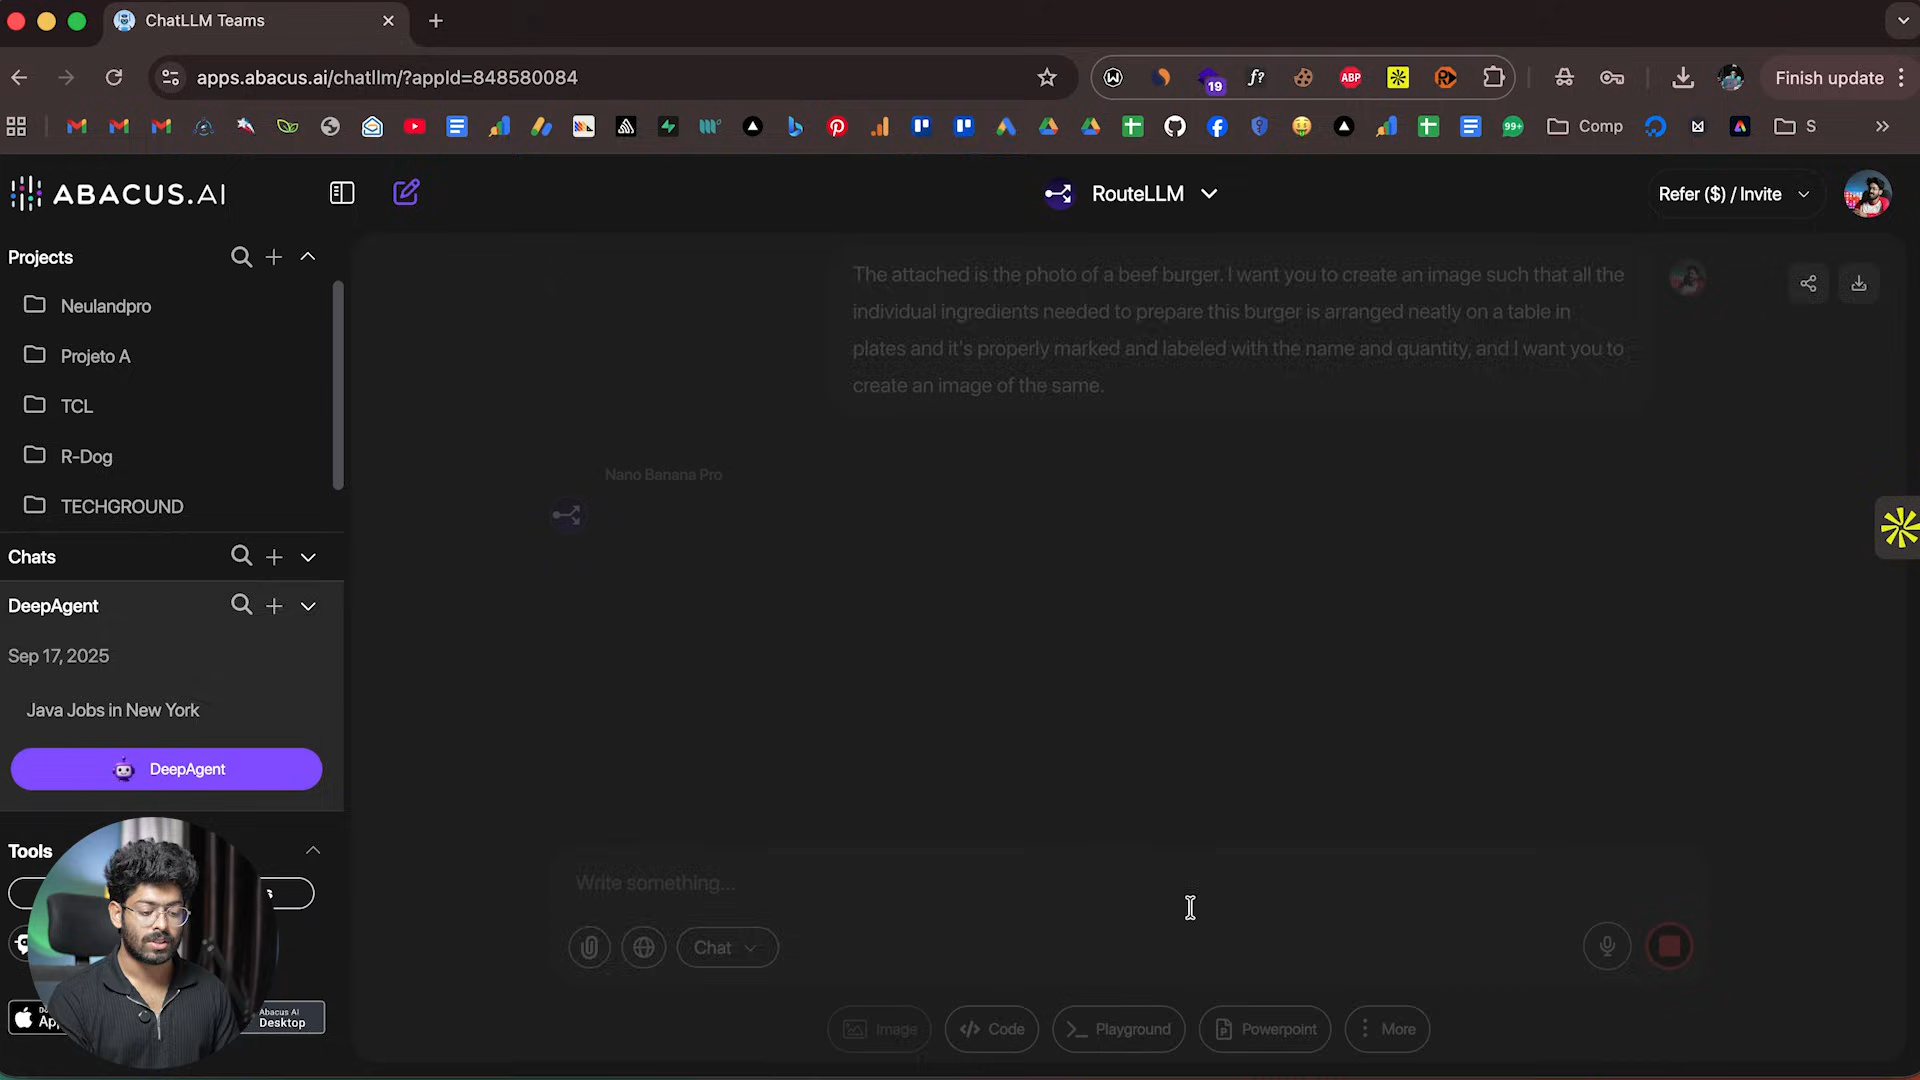 ChatLLM Teams
apps.abacus.ai/chatllm/?appId=848580084
19
f?
ABP
Finish update
99+
Comp
S
ABACUS.AI
RouteLLM
Refer ($) / Invite
Projects
Neulandpro
Projeto A
TCL
R-Dog
TECHGROUND
Chats
DeepAgent
Sep 17, 2025
Java Jobs in New York
DeepAgent
Tools
The attached is the photo of a beef burger. I want you to create an image such that all the
individual ingredients needed to prepare this burger is arranged neatly on a table in
plates and it's properly marked and labeled with the name and quantity, and I want you to
create an image of the same.
Nano Banana Pro
Write something...
Chat
Image
Code
Playground
Powerpoint
More
Abacus AI
Desktop